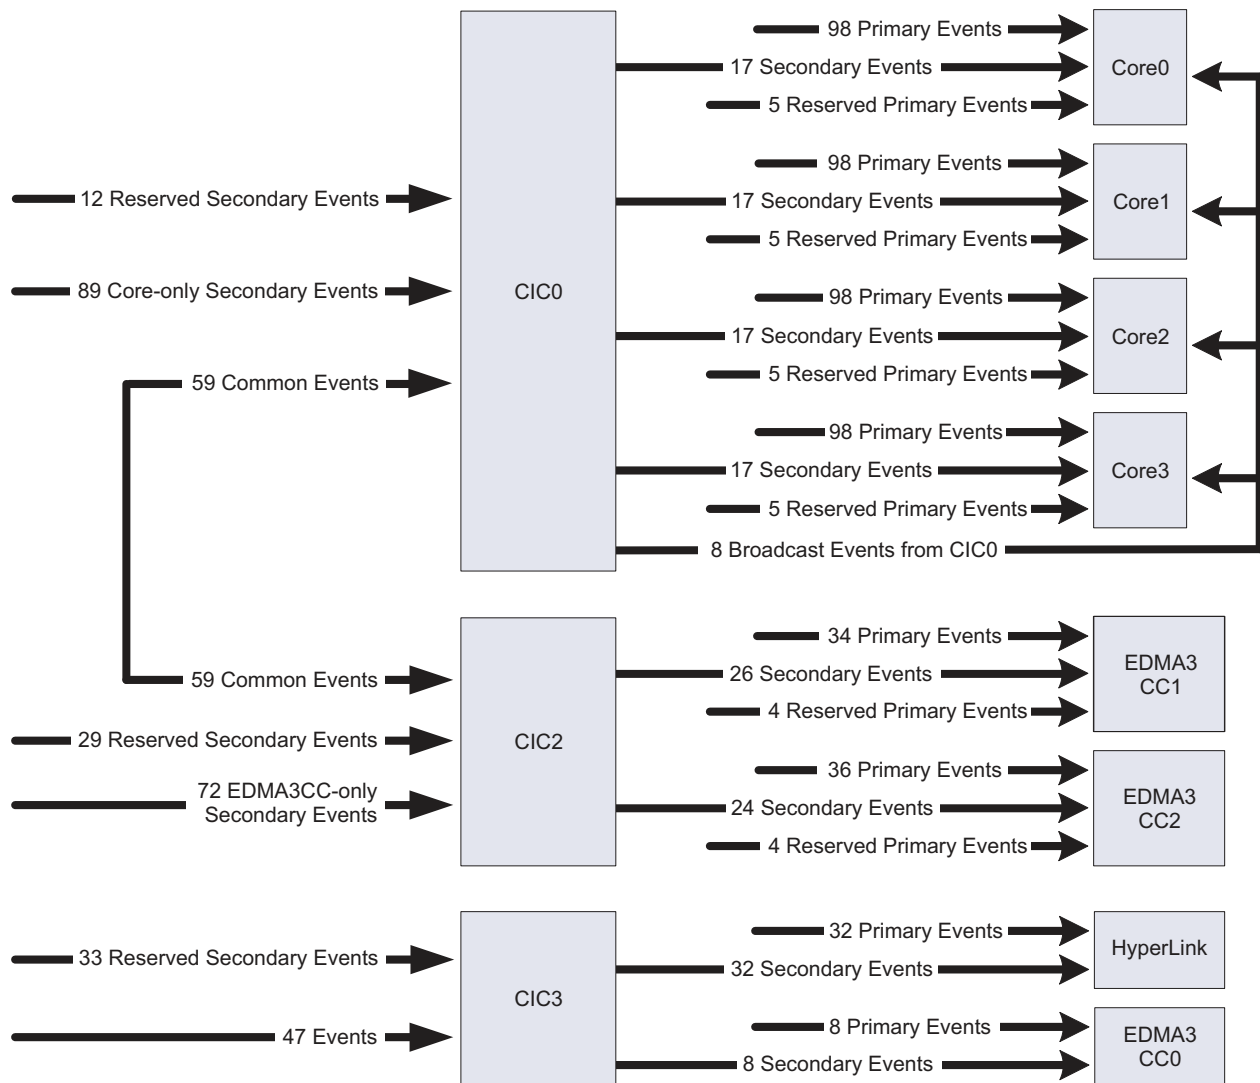 98 Primary Events
17 Secondary Events
5 Reserved Primary Events
Core0
12 Reserved Secondary Events
89 Core-only Secondary Events
59 Common Events
CIC0
98 Primary Events
17 Secondary Events
5 Reserved Primary Events
Core1
98 Primary Events
17 Secondary Events
5 Reserved Primary Events
Core2
98 Primary Events
17 Secondary Events
5 Reserved Primary Events
Core3
8 Broadcast Events from CIC0
59 Common Events
29 Reserved Secondary Events
72 EDMA3CC-only
Secondary Events
CIC2
34 Primary Events
26 Secondary Events
4 Reserved Primary Events
EDMA3
CC1
36 Primary Events
24 Secondary Events
4 Reserved Primary Events
EDMA3
CC2
33 Reserved Secondary Events
47 Events
CIC3
32 Primary Events
32 Secondary Events
HyperLink
8 Primary Events
8 Secondary Events
EDMA3
CC0